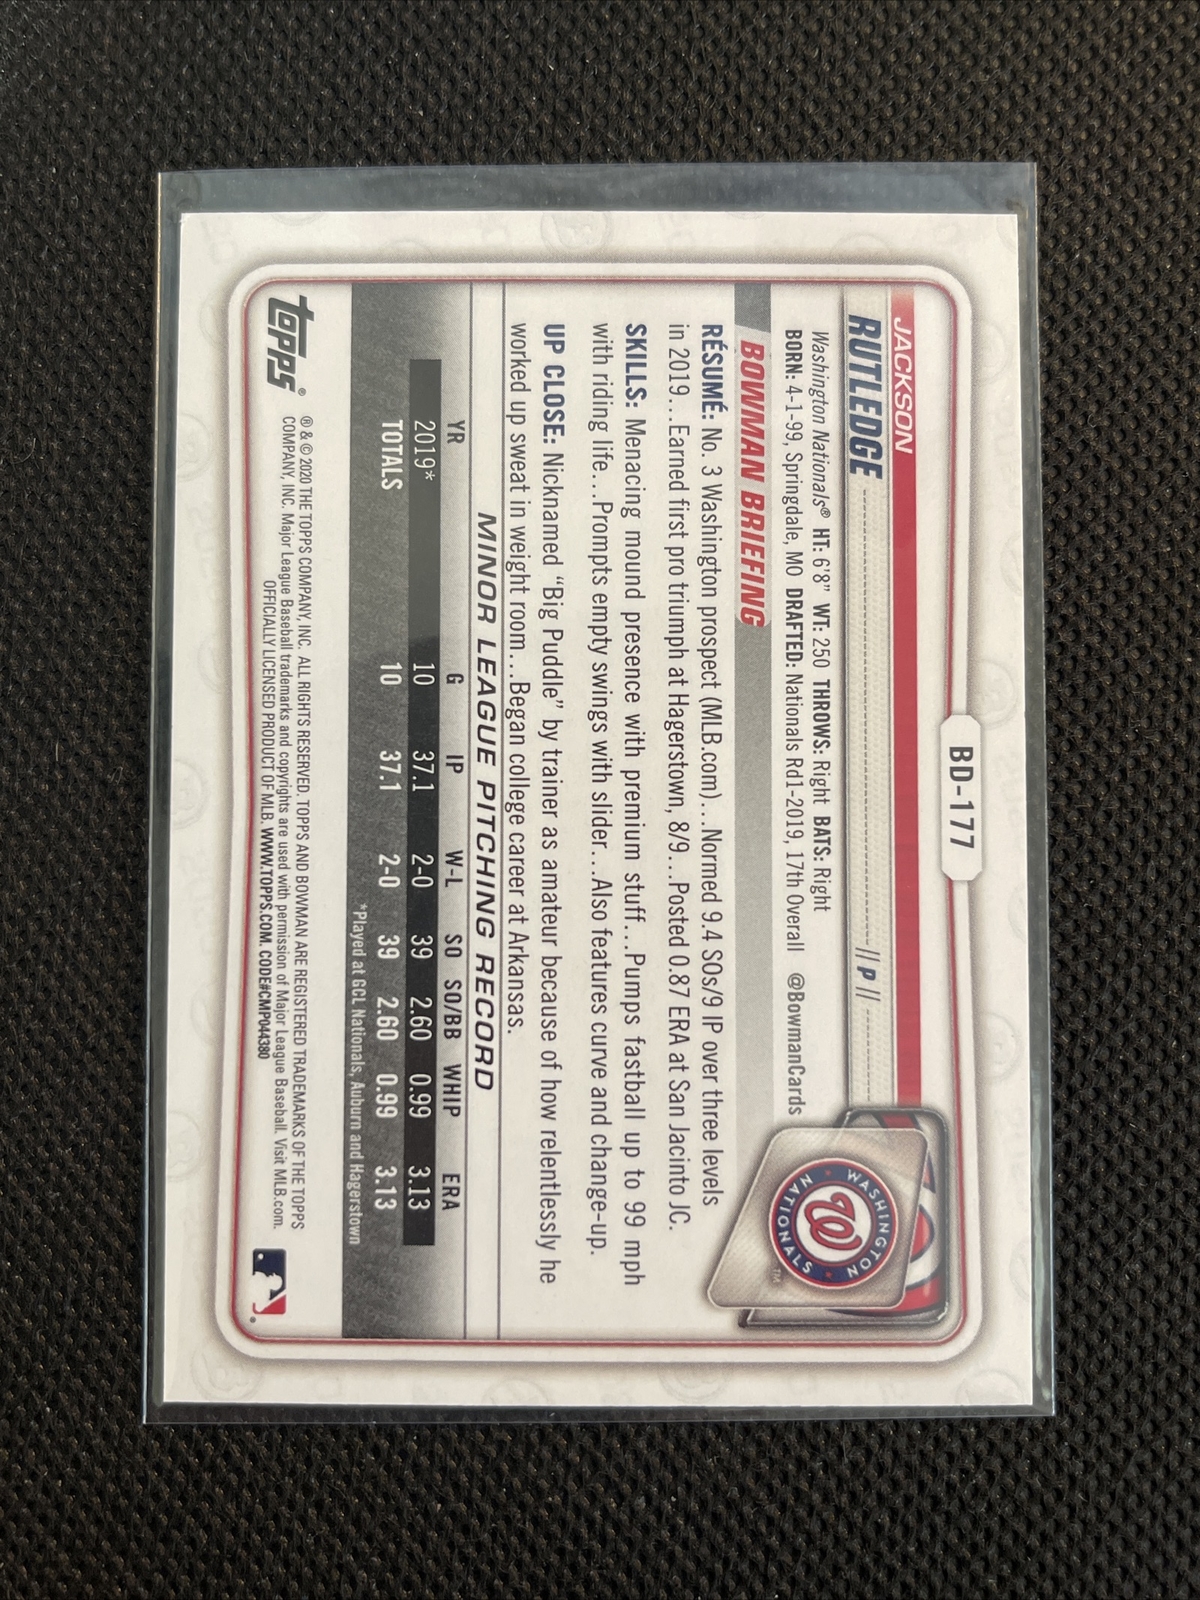 BD-177
JACKSON
RUTLEDGE
|| P ||
Washington Nationals® HT: 6'8" WT: 250 THROWS: Right BATS: Right
BORN: 4-1-99, Springdale, MO DRAFTED: Nationals Rd1-2019, 17th Overall @BowmanCards
WASHINGTON
NATIONALS
W
TM
BOWMAN BRIEFING
RÉSUMÉ: No. 3 Washington prospect (MLB.com)...Normed 9.4 SOs/9 IP over three levels
in 2019...Earned first pro triumph at Hagerstown, 8/9...Posted 0.87 ERA at San Jacinto JC.
SKILLS: Menacing mound presence with premium stuff...Pumps fastball up to 99 mph
with riding life...Prompts empty swings with slider...Also features curve and change-up.
UP CLOSE: Nicknamed "Big Puddle" by trainer as amateur because of how relentlessly he
worked up sweat in weight room...Began college career at Arkansas.
MINOR LEAGUE PITCHING RECORD
YR G IP W-L SO SO/BB WHIP ERA
2019* 10 37.1 2-0 39 2.60 0.99 3.13
TOTALS 10 37.1 2-0 39 2.60 0.99 3.13
*Played at GCL Nationals, Auburn and Hagerstown
topps®
® & © 2020 THE TOPPS COMPANY, INC. ALL RIGHTS RESERVED. TOPPS AND BOWMAN ARE REGISTERED TRADEMARKS OF THE TOPPS
COMPANY, INC. Major League Baseball trademarks and copyrights are used with permission of Major League Baseball. Visit MLB.com.
OFFICIALLY LICENSED PRODUCT OF MLB. WWW.TOPPS.COM. CODE#CMP044380
®